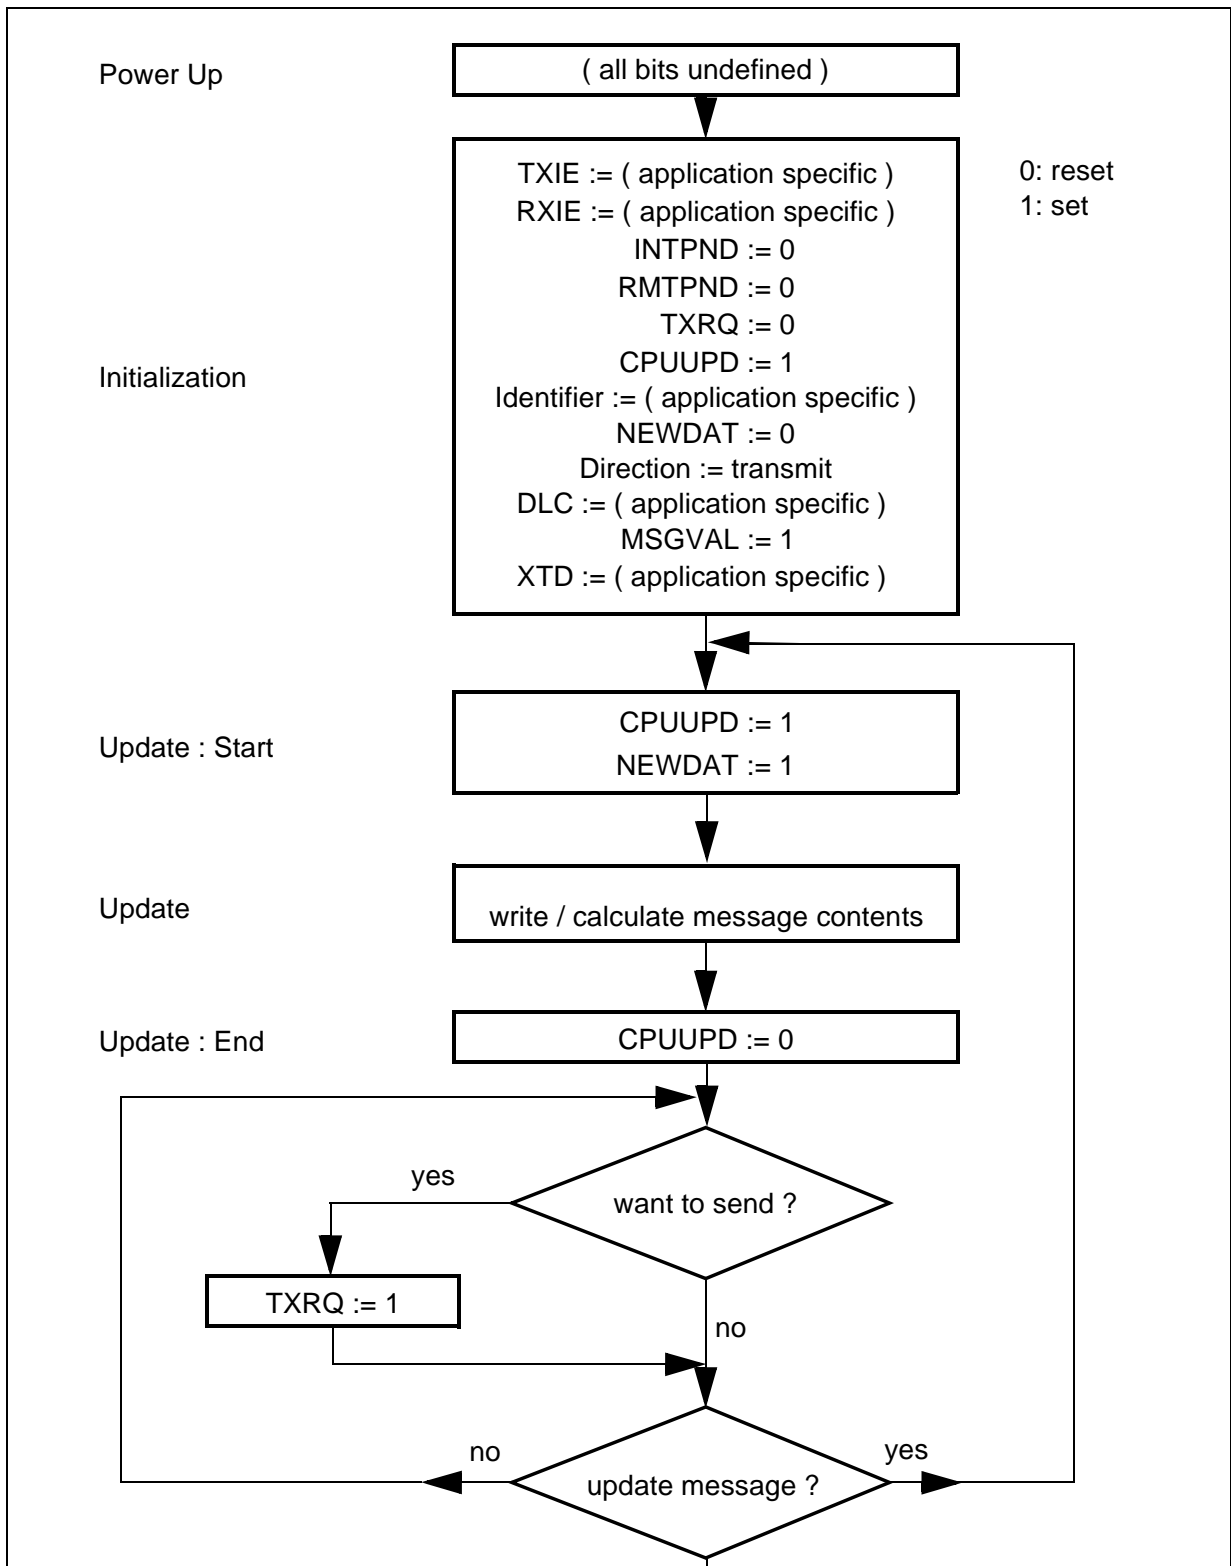 Power Up
( all bits undefined )
TXIE := ( application specific )
0: reset
RXIE := ( application specific )
1: set
INTPND := 0
RMTPND := 0
TXRQ := 0
CPUUPD := 1
Initialization
Identifier := ( application specific )
NEWDAT := 0
Direction := transmit
DLC := ( application specific )
MSGVAL := 1
XTD := ( application specific )
Update : Start
CPUUPD := 1
NEWDAT := 1
Update
write / calculate message contents
Update : End
CPUUPD := 0
yes
want to send ?
TXRQ := 1
no
no
yes
update message ?